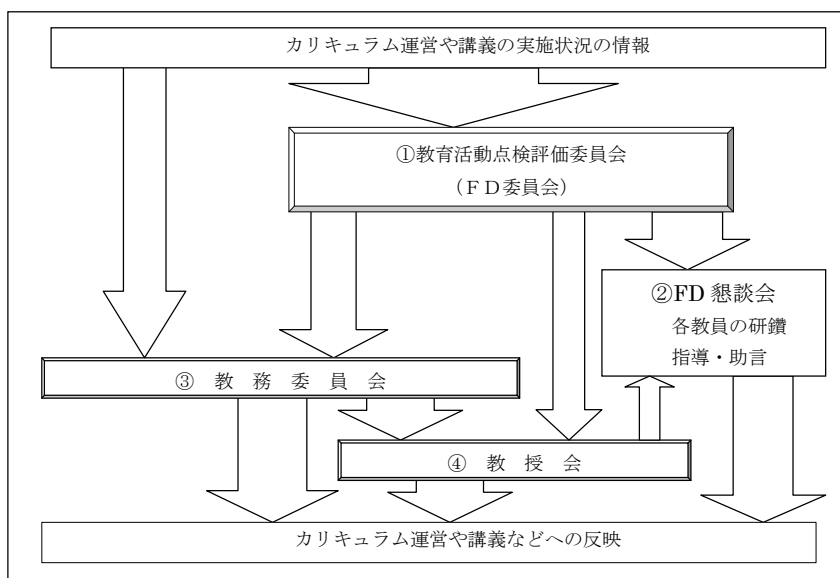 カリキュラム運営や講義の実施状況の情報
①教育活動点検評価委員会
（ＦＤ委員会）
②FD 懇談会
各教員の研鑽
指導・助言
③　教　務　委　員　会
④　教　授　会
カリキュラム運営や講義などへの反映